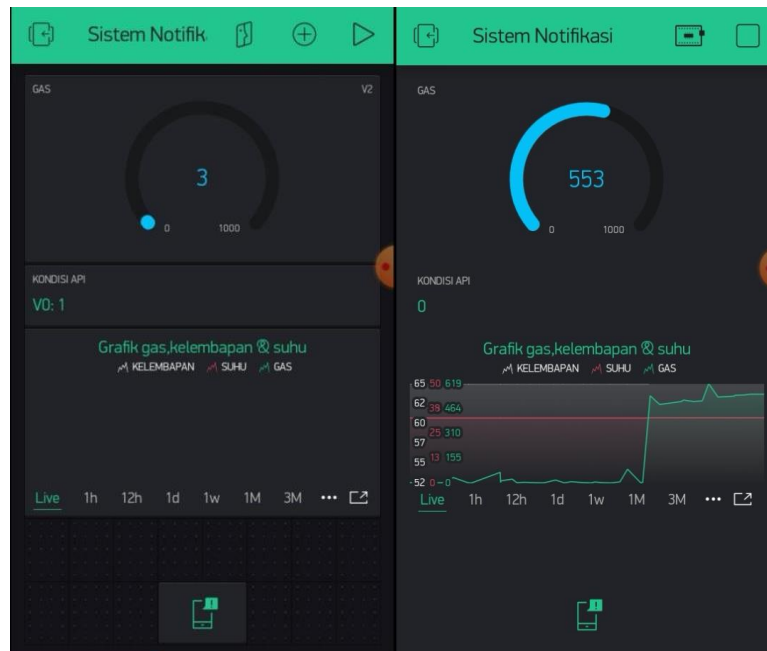 Sistem Notifik
GAS
V2
3
0
1000
KONDISI API
V0: 1
Grafik gas,kelembapan & suhu
KELEMBAPAN SUHU GAS
Live 1h 12h 1d 1w 1M 3M
Sistem Notifikasi
GAS
553
0
1000
KONDISI API
0
Grafik gas,kelembapan & suhu
KELEMBAPAN SUHU GAS
65 50 619
62 38 464
60
25 310
57
13 155
55
52 0 0
Live 1h 12h 1d 1w 1M 3M